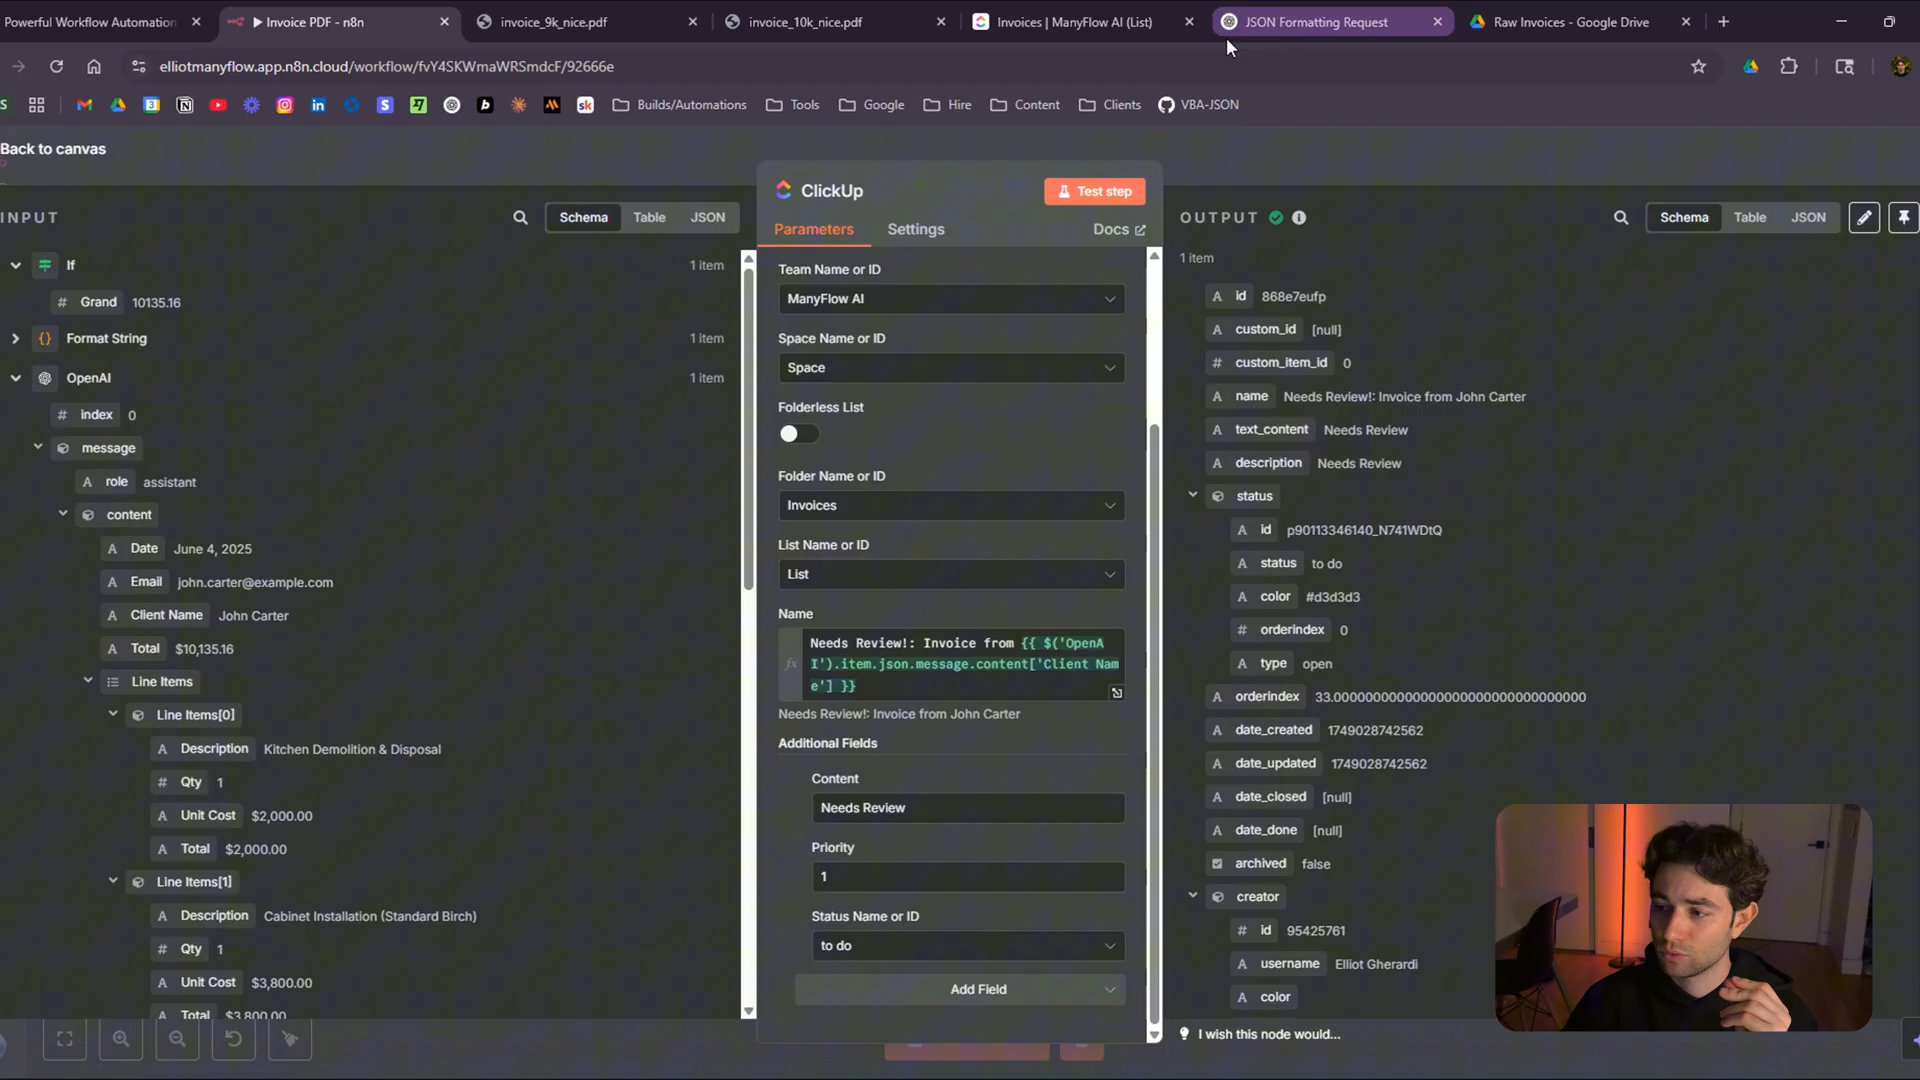 Powerful Workflow Automation
Invoice PDF - n8n
invoice_9k_nice.pdf
invoice_10k_nice.pdf
Invoices | ManyFlow AI (List)
JSON Formatting Request
Raw Invoices - Google Drive
elliotmanyflow.app.n8n.cloud/workflow/fvY4SKWmaWRSmdcF/92666e
Builds/Automations
Tools
Google
Hire
Content
Clients
VBA-JSON
Back to canvas
INPUT
Schema
Table
JSON
If
1 item
# Grand 10135.16
Format String
1 item
OpenAI
1 item
# index 0
message
A role assistant
content
A Date June 4, 2025
A Email john.carter@example.com
A Client Name John Carter
A Total $10,135.16
Line Items
Line Items[0]
A Description Kitchen Demolition & Disposal
# Qty 1
A Unit Cost $2,000.00
A Total $2,000.00
Line Items[1]
A Description Cabinet Installation (Standard Birch)
# Qty 1
A Unit Cost $3,800.00
A Total $3,800.00
ClickUp
Test step
Parameters
Settings
Docs
Team Name or ID
ManyFlow AI
Space Name or ID
Space
Folderless List
Folder Name or ID
Invoices
List Name or ID
List
Name
fx
Needs Review!: Invoice from {{ $('OpenA
I').item.json.message.content['Client Nam
e'] }}
Needs Review!: Invoice from John Carter
Additional Fields
Content
Needs Review
Priority
1
Status Name or ID
to do
Add Field
OUTPUT
Schema
Table
JSON
1 item
A id 868e7eufp
A custom_id [null]
# custom_item_id 0
A name Needs Review!: Invoice from John Carter
A text_content Needs Review
A description Needs Review
status
A id p90113346140_N741WDtQ
A status to do
A color #d3d3d3
# orderindex 0
A type open
A date_created 1749028742562
A date_updated 1749028742562
A date_closed [null]
A date_done [null]
archived false
creator
# id 95425761
A username Elliot Gherardi
A color
I wish this node would...